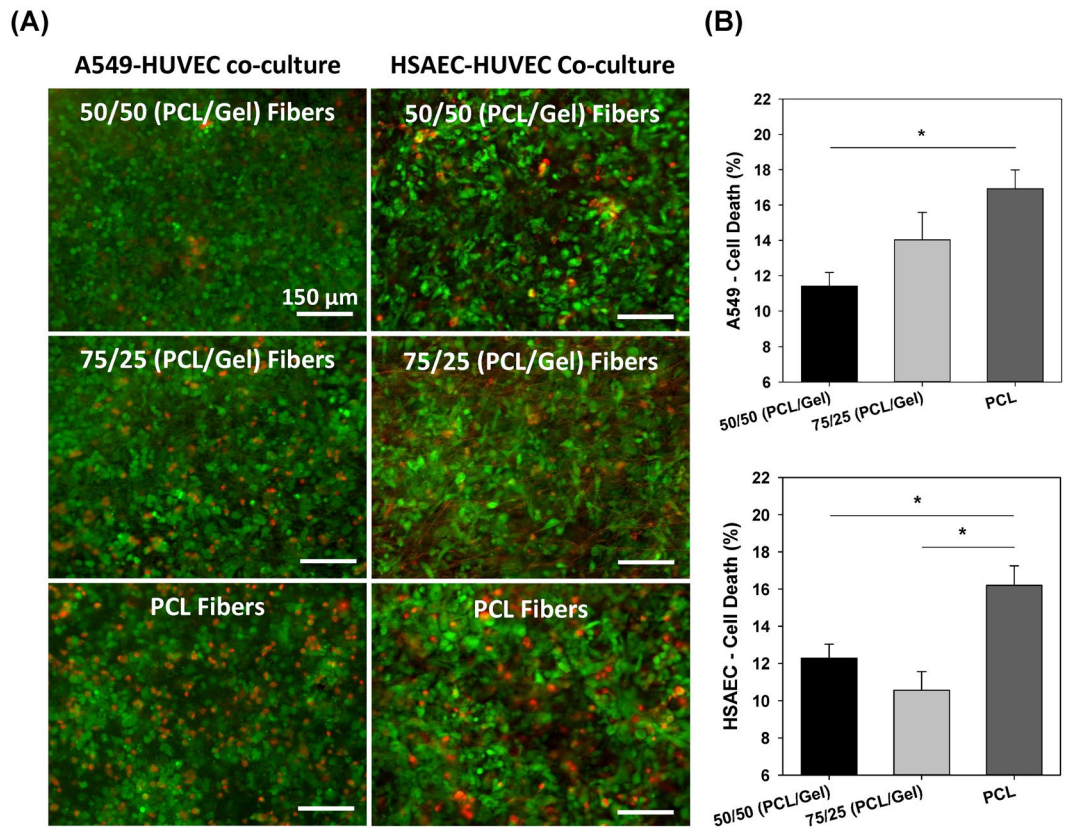 (A)
A549-HUVEC co-culture
HSAEC-HUVEC Co-culture
50/50 (PCL/Gel) Fibers
50/50 (PCL/Gel) Fibers
150 µm
75/25 (PCL/Gel) Fibers
75/25 (PCL/Gel) Fibers
PCL Fibers
PCL Fibers
(B)
A549 - Cell Death (%)
22
20
18
16
14
12
10
8
6
*
50/50 (PCL/Gel)
75/25 (PCL/Gel)
PCL
HSAEC - Cell Death (%)
22
20
18
16
14
12
10
8
6
*
*
50/50 (PCL/Gel)
75/25 (PCL/Gel)
PCL